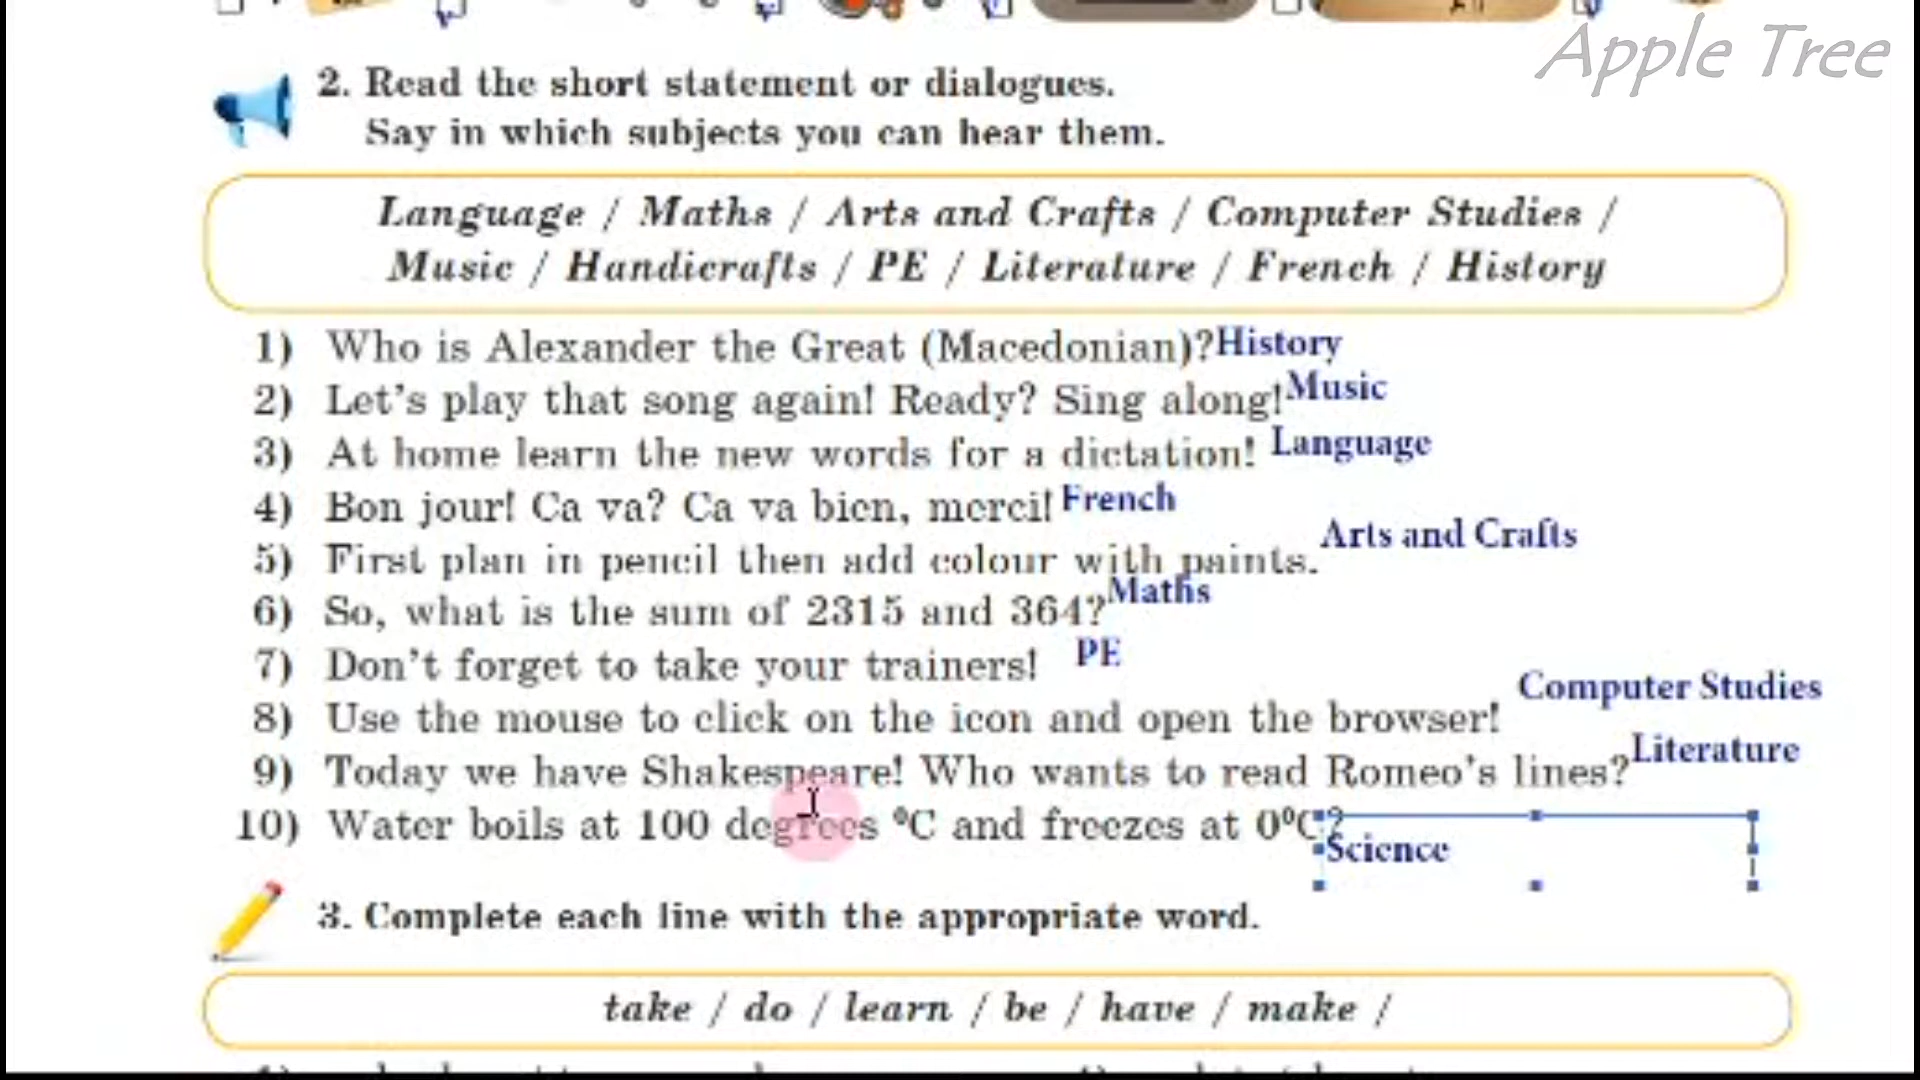 Apple Tree
2. Read the short statement or dialogues.
Say in which subjects you can hear them.
Language / Maths / Arts and Crafts / Computer Studies /
Music / Handicrafts / PE / Literature / French / History
1) Who is Alexander the Great (Macedonian)? History
2) Let's play that song again! Ready? Sing along! Music
3) At home learn the new words for a dictation! Language
4) Bon jour! Ca va? Ca va bien, merci! French
5) First plan in pencil then add colour with paints. Arts and Crafts
6) So, what is the sum of 2315 and 364? Maths
7) Don't forget to take your trainers! PE
8) Use the mouse to click on the icon and open the browser! Computer Studies
9) Today we have Shakespeare! Who wants to read Romeo's lines? Literature
10) Water boils at 100 degrees ⁰C and freezes at 0⁰C? Science
3. Complete each line with the appropriate word.
take / do / learn / be / have / make /